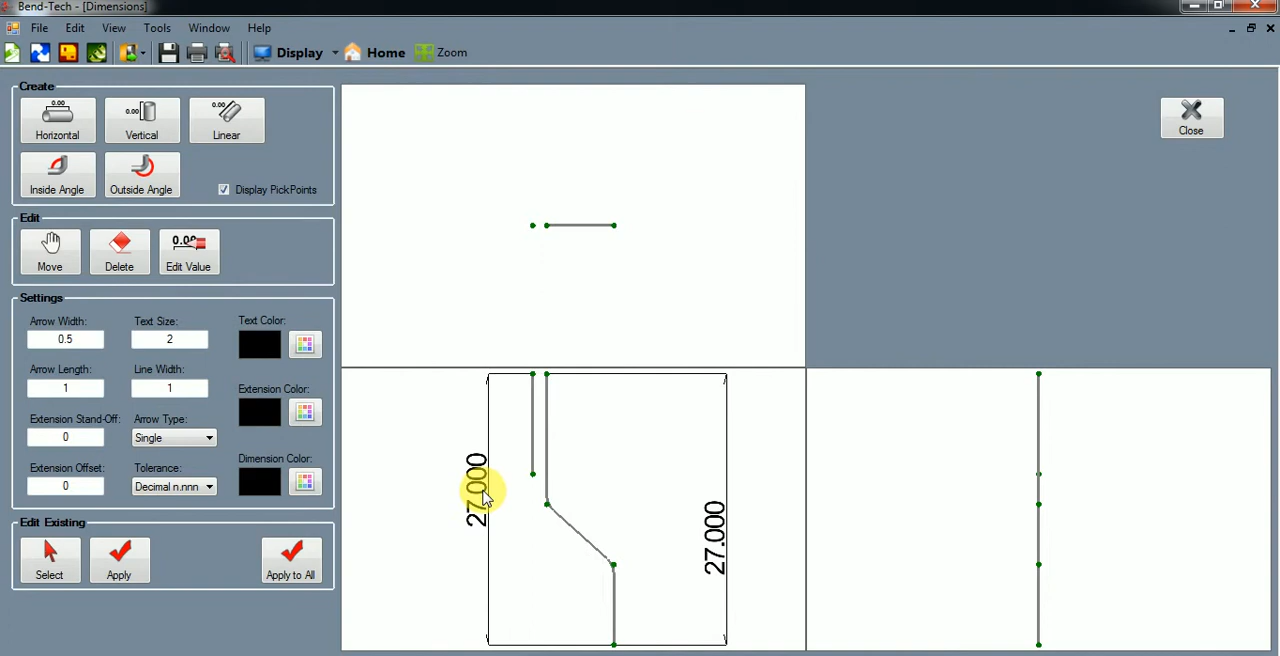 Bend-Tech - [Dimensions]
File Edit View Tools Window Help
Display Home Zoom
Create
0.00 0.00 0.00
Horizontal Vertical Linear
Inside Angle Outside Angle Display PickPoints
Close
Edit
0.00
Move Delete Edit Value
Settings
Arrow Width: Text Size: Text Color:
0.5 2
Arrow Length: Line Width: Extension Color:
1 1
Extension Stand-Off: Arrow Type:
0 Single
Extension Offset: Tolerance: Dimension Color:
0 Decimal n.nnn
Edit Existing
Select Apply Apply to All
27.000
27.000